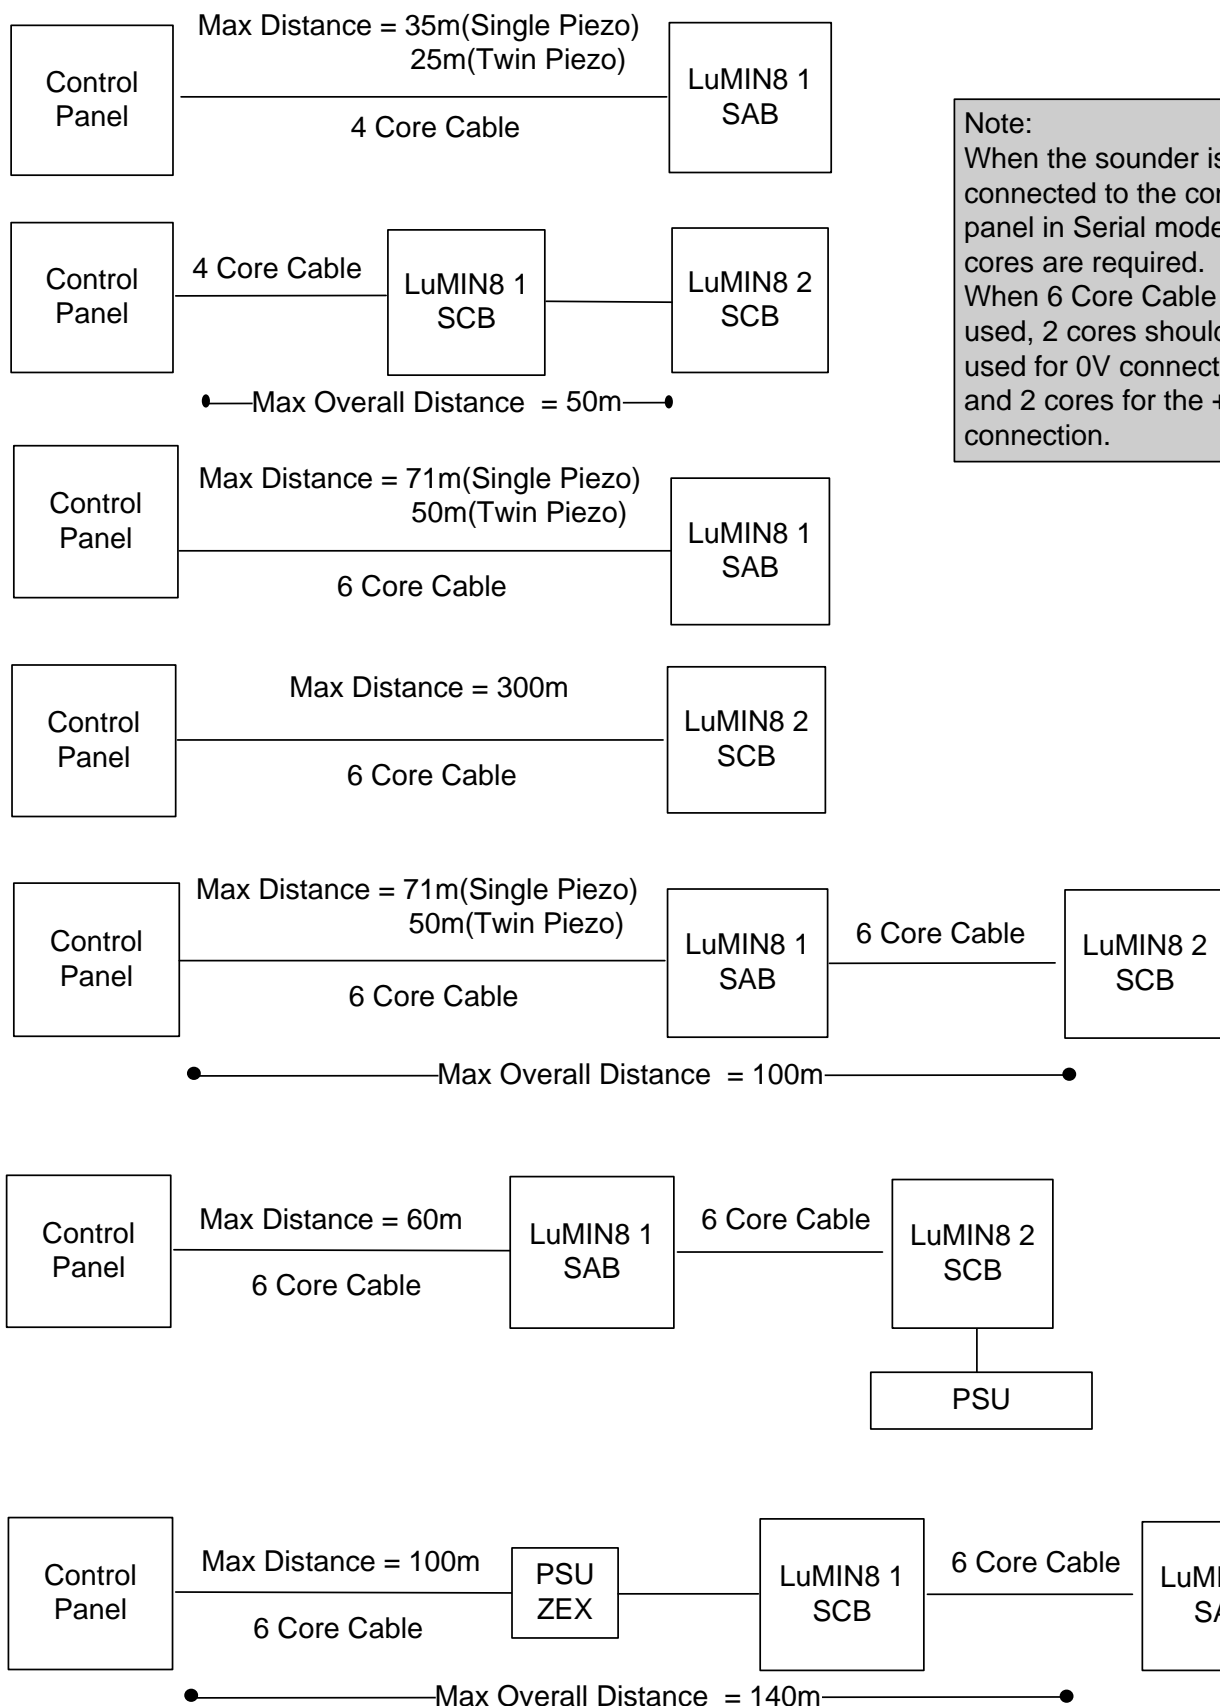 Max Distance = 35m(Single Piezo)
25m(Twin Piezo)
Control
Panel
LuMIN8 1
SAB
4 Core Cable
Note:
When the sounder
connected to the
panel in Serial
cores are required.
When 6 Core Cable
used, 2 cores
used for 0V
and 2 cores for the
connection.
Control
Panel
4 Core Cable
LuMIN8 1
SCB
LuMIN8 2
SCB
Max Overall Distance = 50m
Control
Panel
Max Distance = 71m(Single Piezo)
50m(Twin Piezo)
LuMIN8 1
SAB
6 Core Cable
Control
Panel
Max Distance = 300m
LuMIN8 2
SCB
6 Core Cable
Max Distance = 71m(Single Piezo)
50m(Twin Piezo)
Control
Panel
LuMIN8 1
SAB
6 Core Cable
LuMIN8 2
SCB
6 Core Cable
Max Overall Distance = 100m
Control
Panel
Max Distance = 60m
LuMIN8 1
SAB
6 Core Cable
LuMIN8 2
SCB
6 Core Cable
PSU
Control
Panel
Max Distance = 100m
PSU
ZEX
LuMIN8 1
SCB
6 Core Cable
6 Core Cable
Max Overall Distance = 140m